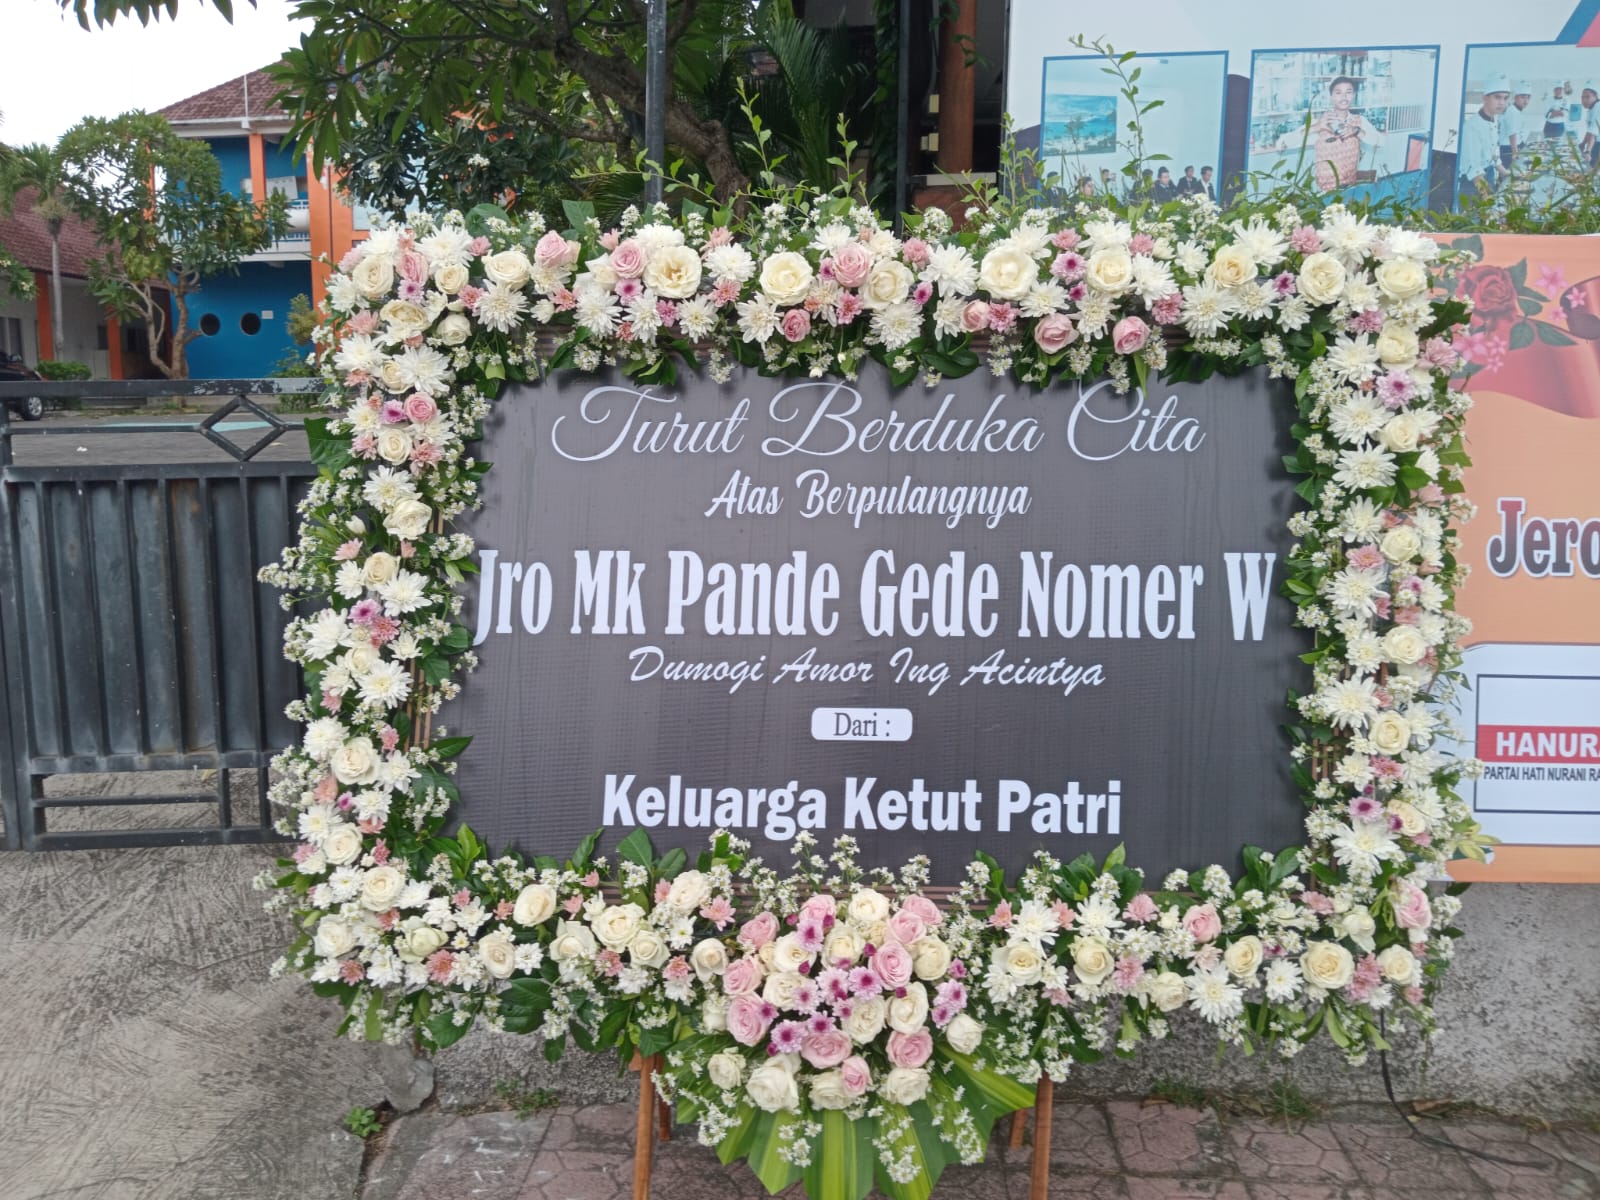 Turut Berduka Cita
Atas Berpulangnya
Jro Mk Pande Gede Nomer W
Dumogi Amor Ing Acintya
Dari :
Keluarga Ketut Patri
Jero
HANURA
PARTAI HATI NURANI RA